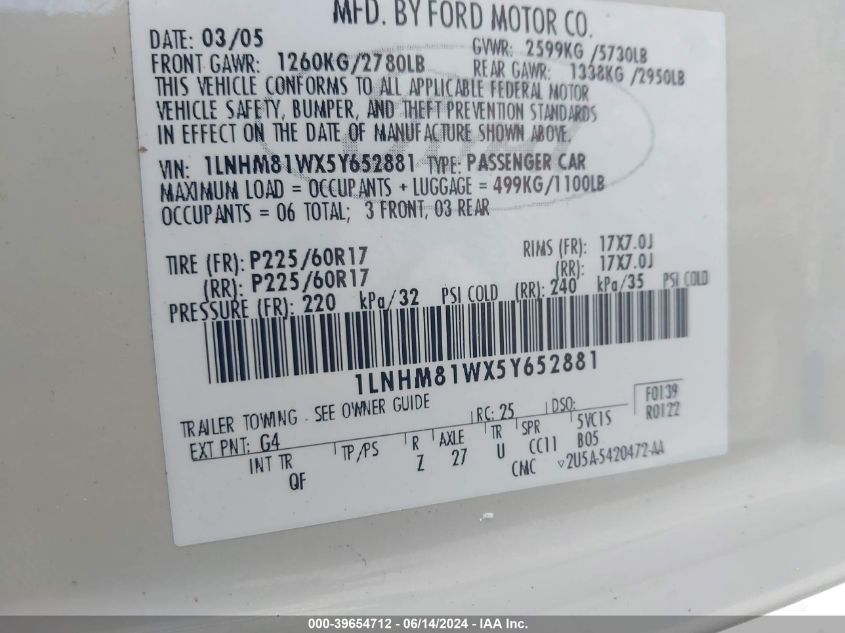 MFD. BY FORD MOTOR CO.
DATE: 03/05 GVWR: 2599KG /5730LB
FRONT GAWR: 1260KG/2780LB REAR GAWR: 1338KG /2950LB
THIS VEHICLE CONFORMS TO ALL APPLICABLE FEDERAL MOTOR
VEHICLE SAFETY, BUMPER, AND THEFT PREVENTION STANDARDS
IN EFFECT ON THE DATE OF MANUFACTURE SHOWN ABOVE.
VIN: 1LNHM81WX5Y652881 TYPE: PASSENGER CAR
MAXIMUM LOAD = OCCUPANTS + LUGGAGE = 499KG/1100LB
OCCUPANTS = 06 TOTAL; 3 FRONT, 03 REAR
TIRE (FR): P225/60R17 RIMS (FR): 17X7.0J
(RR): P225/60R17 (RR): 17X7.0J
PRESSURE (FR): 220 kPa/32 PSI COLD (RR): 240 kPa/35 PSI COLD
1LNHM81WX5Y652881
TRAILER TOWING - SEE OWNER GUIDE RC: 25 DSO: F0139
EXT PNT: G4 R0122
INT TR TP/PS R AXLE TR SPR 5VC1S
QF Z 27 U CC11 B05
CMC 2U5A-5420472-AA
000-39654712 - 06/14/2024 - IAA Inc.